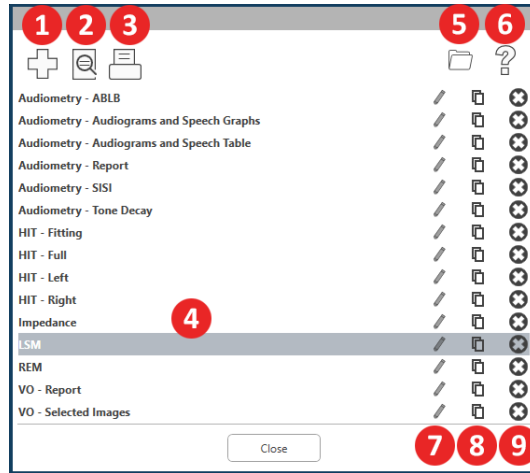 1 2 3 5 6
Audiometry - ABLB
Audiometry - Audiograms and Speech Graphs
Audiometry - Audiograms and Speech Table
Audiometry - Report
Audiometry - SISI
Audiometry - Tone Decay
HIT - Fitting
HIT - Full
HIT - Left
HIT - Right
Impedance 4
LSM
REM
VO - Report
VO - Selected Images
Close 7 8 9